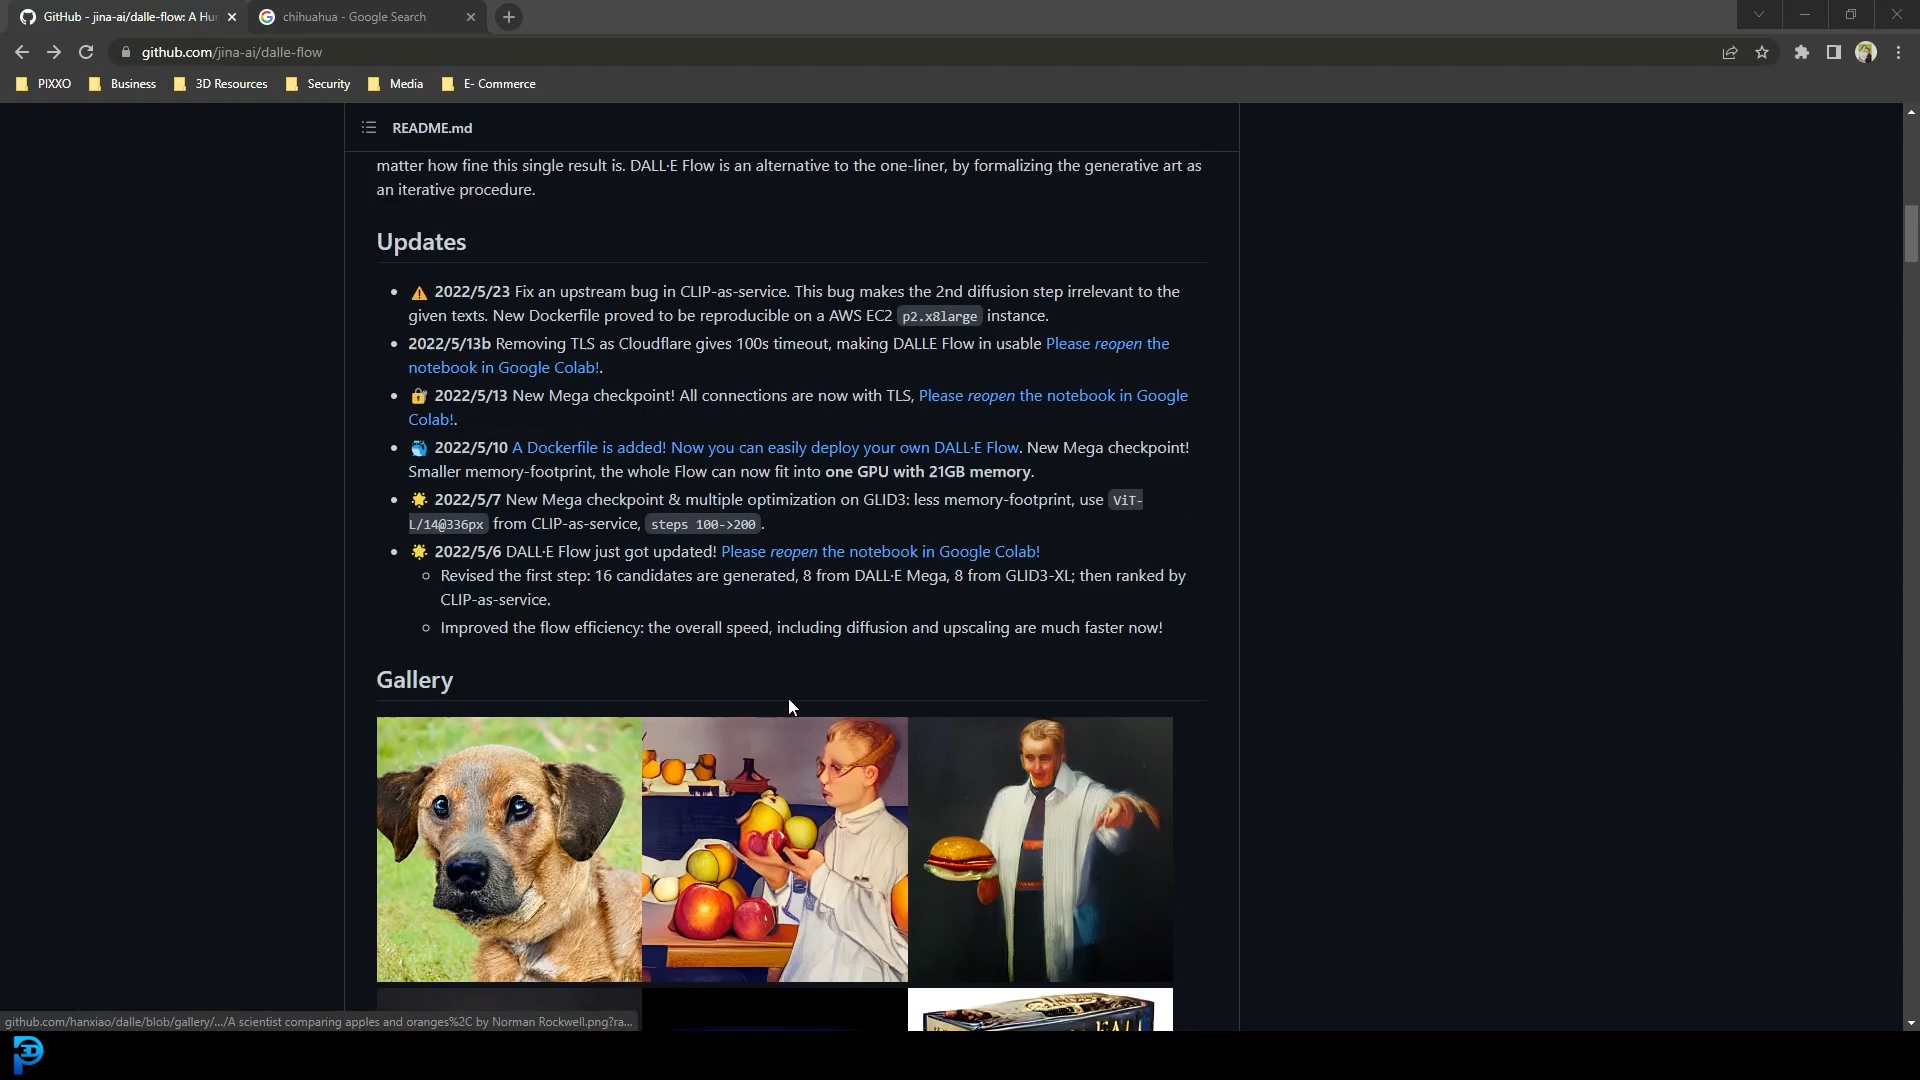 GitHub - jina-ai/dalle-flow: A Hu
chihuahua - Google Search
github.com/jina-ai/dalle-flow
PIXXO Business 3D Resources Security Media E- Commerce
README.md
matter how fine this single result is. DALL·E Flow is an alternative to the one-liner, by formalizing the generative art as
an iterative procedure.
Updates
2022/5/23 Fix an upstream bug in CLIP-as-service. This bug makes the 2nd diffusion step irrelevant to the
given texts. New Dockerfile proved to be reproducible on a AWS EC2 p2.x8large instance.
2022/5/13b Removing TLS as Cloudflare gives 100s timeout, making DALLE Flow in usable Please reopen the
notebook in Google Colab!.
2022/5/13 New Mega checkpoint! All connections are now with TLS, Please reopen the notebook in Google
Colab!.
2022/5/10 A Dockerfile is added! Now you can easily deploy your own DALL·E Flow. New Mega checkpoint!
Smaller memory-footprint, the whole Flow can now fit into one GPU with 21GB memory.
2022/5/7 New Mega checkpoint & multiple optimization on GLID3: less memory-footprint, use ViT-
L/14@336px from CLIP-as-service, steps 100->200.
2022/5/6 DALL·E Flow just got updated! Please reopen the notebook in Google Colab!
Revised the first step: 16 candidates are generated, 8 from DALL·E Mega, 8 from GLID3-XL; then ranked by
CLIP-as-service.
Improved the flow efficiency: the overall speed, including diffusion and upscaling are much faster now!
Gallery
github.com/hanxiao/dalle/blob/gallery/.../A scientist comparing apples and oranges%2C by Norman Rockwell.png?ra...
3D